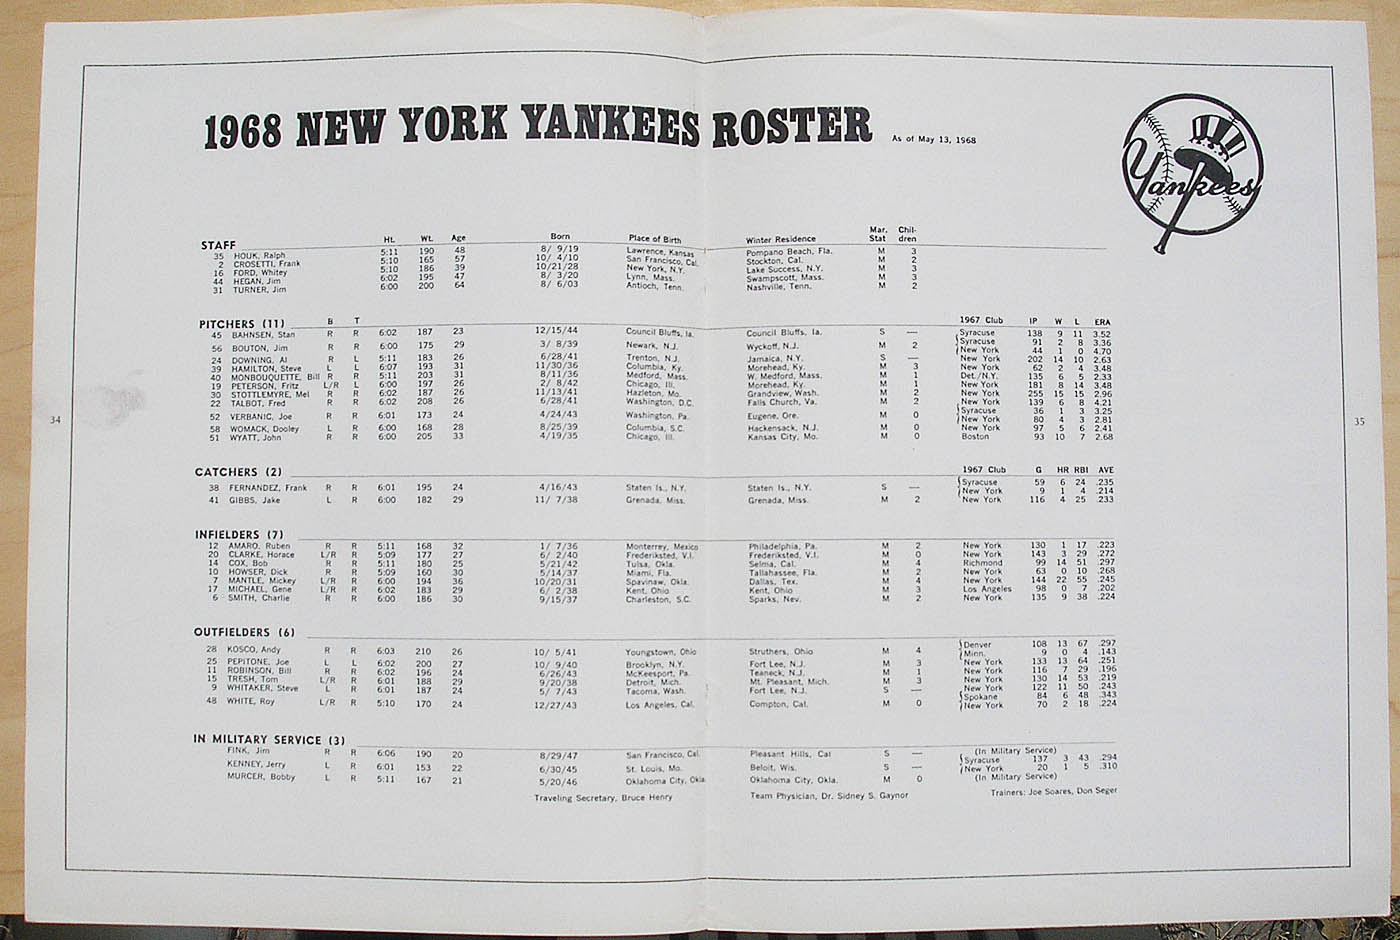 1968 NEW YORK YANKEES ROSTER As of May 13, 1968
Yankees
STAFF Ht. Wt. Age Born Place of Birth Winter Residence Mar. Stat Chil- dren
35 HOUK, Ralph 5:11 190 48 8/ 9/19 Lawrence, Kansas Pompano Beach, Fla. M 3
2 CROSETTI, Frank 5:10 165 57 10/ 4/10 San Francisco, Cal. Stockton, Cal. M 2
16 FORD, Whitey 5:10 186 39 10/21/28 New York, N.Y. Lake Success, N.Y. M 3
44 HEGAN, Jim 6:02 195 47 8/ 3/20 Lynn, Mass. Swampscott, Mass. M 3
31 TURNER, Jim 6:00 200 64 8/ 6/03 Antioch, Tenn. Nashville, Tenn. M 2
PITCHERS (11) B T 1967 Club IP W L ERA
45 BAHNSEN, Stan R R 6:02 187 23 12/15/44 Council Bluffs, Ia. Council Bluffs, Ia. S — Syracuse 138 9 11 3.52
56 BOUTON, Jim R R 6:00 175 29 3/ 8/39 Newark, N.J. Wyckoff, N.J. M 2 Syracuse 91 2 8 3.36
New York 44 1 0 4.70
24 DOWNING, Al R L 5:11 183 26 6/28/41 Trenton, N.J. Jamaica, N.Y. S — New York 202 14 10 2.63
39 HAMILTON, Steve L L 6:07 193 31 11/30/36 Columbia, Ky. Morehead, Ky. M 3 New York 62 2 4 3.48
40 MONBOUQUETTE, Bill R R 5:11 203 31 8/11/36 Medford, Mass. W. Medford, Mass. M 1 Det./N.Y. 135 6 5 2.33
19 PETERSON, Fritz L/R L 6:00 197 26 2/ 8/42 Chicago, Ill. Morehead, Ky. M 1 New York 181 8 14 3.48
30 STOTTLEMYRE, Mel R R 6:02 187 26 11/13/41 Hazleton, Mo. Grandview, Wash. M 2 New York 255 15 15 2.96
22 TALBOT, Fred R R 6:02 208 26 6/28/41 Washington, D.C. Falls Church, Va. M 2 New York 139 6 8 4.21
52 VERBANIC, Joe R R 6:01 173 24 4/24/43 Washington, Pa. Eugene, Ore. M 0 Syracuse 36 1 3 3.25
New York 80 4 3 2.81
58 WOMACK, Dooley L R 6:00 168 28 8/25/39 Columbia, S.C. Hackensack, N.J. M 0 New York 97 5 6 2.41
51 WYATT, John R R 6:00 205 33 4/19/35 Chicago, Ill. Kansas City, Mo. M 0 Boston 93 10 7 2.68
34
35
CATCHERS (2) 1967 Club G HR RBI AVE
38 FERNANDEZ, Frank R R 6:01 195 24 4/16/43 Staten Is., N.Y. Staten Is., N.Y. S — Syracuse 59 6 24 .235
New York 9 1 4 .214
41 GIBBS, Jake L R 6:00 182 29 11/ 7/38 Grenada, Miss. Grenada, Miss. M 2 New York 116 4 25 .233
INFIELDERS (7)
12 AMARO, Ruben R R 5:11 168 32 1/ 7/36 Monterrey, Mexico Philadelphia, Pa. M 2 New York 130 1 17 .223
20 CLARKE, Horace L/R R 5:09 177 27 6/ 2/40 Frederiksted, V.I. Frederiksted, V.I. M 0 New York 143 3 29 .272
14 COX, Bob R R 5:11 180 25 5/21/42 Tulsa, Okla. Selma, Cal. M 4 Richmond 99 14 51 .297
10 HOWSER, Dick R R 5:09 160 30 5/14/37 Miami, Fla. Tallahassee, Fla. M 2 New York 63 0 10 .268
7 MANTLE, Mickey L/R R 6:00 194 36 10/20/31 Spavinaw, Okla. Dallas, Tex. M 4 New York 144 22 55 .245
17 MICHAEL, Gene L/R R 6:02 183 29 6/ 2/38 Kent, Ohio Kent, Ohio M 3 Los Angeles 98 0 7 .202
6 SMITH, Charlie R R 6:00 186 30 9/15/37 Charleston, S.C. Sparks, Nev. M 2 New York 135 9 38 .224
OUTFIELDERS (6)
28 KOSCO, Andy R R 6:03 210 26 10/ 5/41 Youngstown, Ohio Struthers, Ohio M 4 Denver 108 13 67 .297
Minn. 9 0 4 .143
25 PEPITONE, Joe L L 6:02 200 27 10/ 9/40 Brooklyn, N.Y. Fort Lee, N.J. M 3 New York 133 13 64 .251
11 ROBINSON, Bill R R 6:02 196 24 6/26/43 McKeesport, Pa. Teaneck, N.J. M 1 New York 116 7 29 .196
15 TRESH, Tom L/R R 6:01 188 29 9/20/38 Detroit, Mich. Mt. Pleasant, Mich. M 3 New York 130 14 53 .219
9 WHITAKER, Steve L R 6:01 187 24 5/ 7/43 Tacoma, Wash. Fort Lee, N.J. S — New York 122 11 50 .243
48 WHITE, Roy L/R R 5:10 170 24 12/27/43 Los Angeles, Cal. Compton, Cal. M 0 Spokane 84 6 48 .343
New York 70 2 18 .224
IN MILITARY SERVICE (3)
FINK, Jim R R 6:06 190 20 8/29/47 San Francisco, Cal. Pleasant Hills, Cal S — (In Military Service)
KENNEY, Jerry L R 6:01 153 22 6/30/45 St. Louis, Mo. Beloit, Wis. S — Syracuse 137 3 43 .294
New York 20 1 5 .310
MURCER, Bobby L R 5:11 167 21 5/20/46 Oklahoma City, Okla. Oklahoma City, Okla. M 0 (In Military Service)
Traveling Secretary, Bruce Henry Team Physician, Dr. Sidney S. Gaynor Trainers: Joe Soares, Don Seger